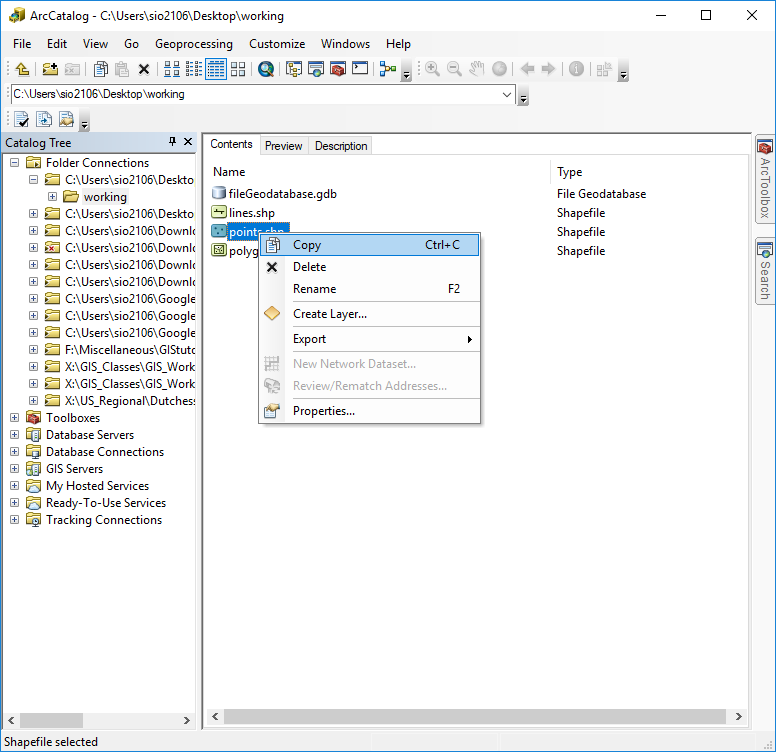 ArcCatalog - C:\Users\sio2106\Desktop\working
File Edit View Go Geoprocessing Customize Windows Help
C:\Users\sio2106\Desktop\working
Catalog Tree
Folder Connections
C:\Users\sio2106\Deskto
working
C:\Users\sio2106\Deskto
C:\Users\sio2106\Downlo
C:\Users\sio2106\Downlo
C:\Users\sio2106\Downlo
C:\Users\sio2106\Downlo
C:\Users\sio2106\Google
C:\Users\sio2106\Google
C:\Users\sio2106\Google
F:\Miscellaneous\GIStuto
X:\GIS_Classes\GIS_Work
X:\GIS_Classes\GIS_Work
X:\US_Regional\Dutchess
Toolboxes
Database Servers
Database Connections
GIS Servers
My Hosted Services
Ready-To-Use Services
Tracking Connections
Contents Preview Description
Name Type
fileGeodatabase.gdb File Geodatabase
lines.shp Shapefile
points.shp Shapefile
polyg Shapefile
Copy Ctrl+C
Delete
Rename F2
Create Layer...
Export
New Network Dataset...
Review/Rematch Addresses...
Properties...
ArcToolbox
Search
Shapefile selected